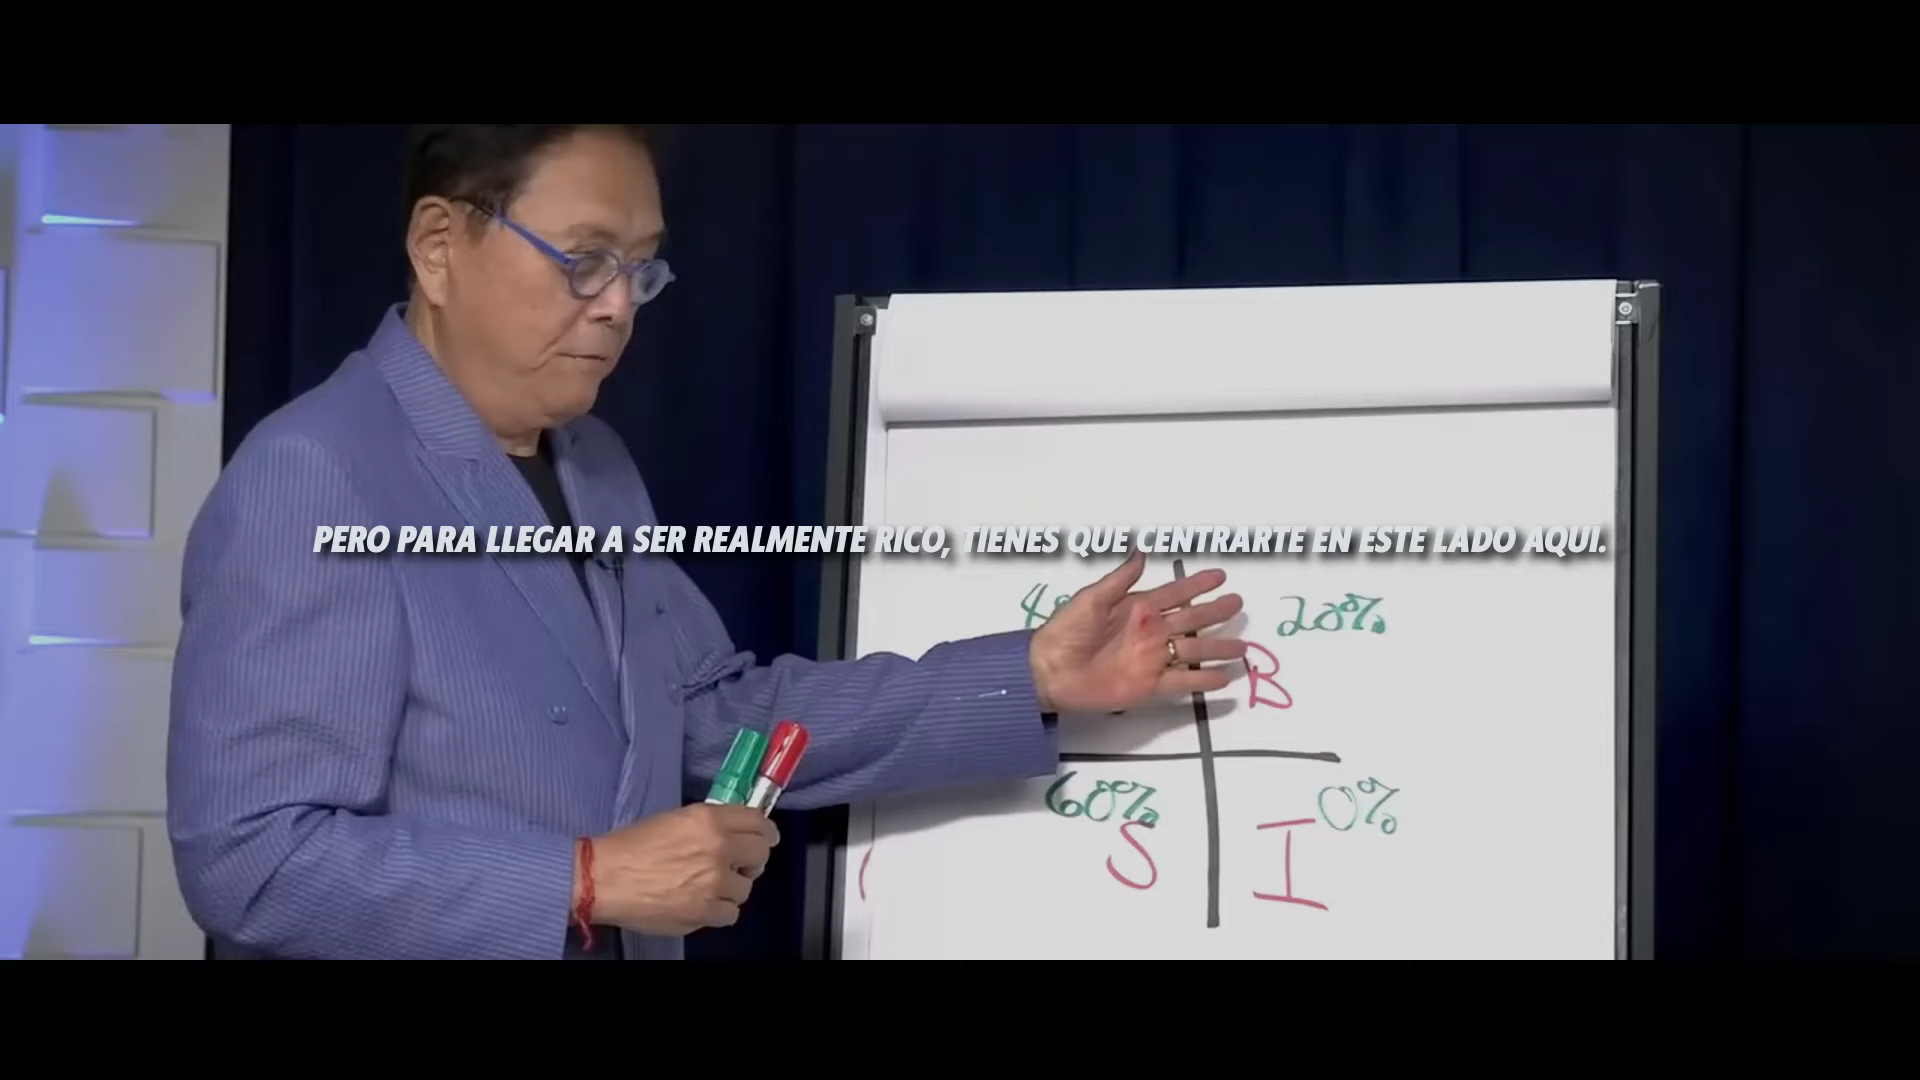 PERO PARA LLEGAR A SER REALMENTE RICO, TIENES QUE CENTRARTE EN ESTE LADO AQUI.
20%
B
60%
0%
S
I